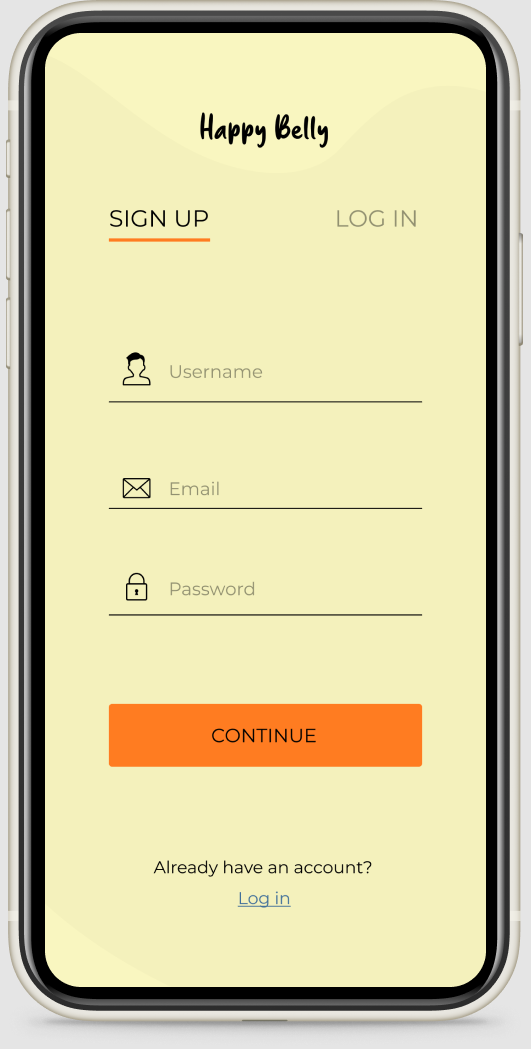 Happy Belly
SIGN UP LOG IN
Username
Email
Password
CONTINUE
Already have an account?
Log in